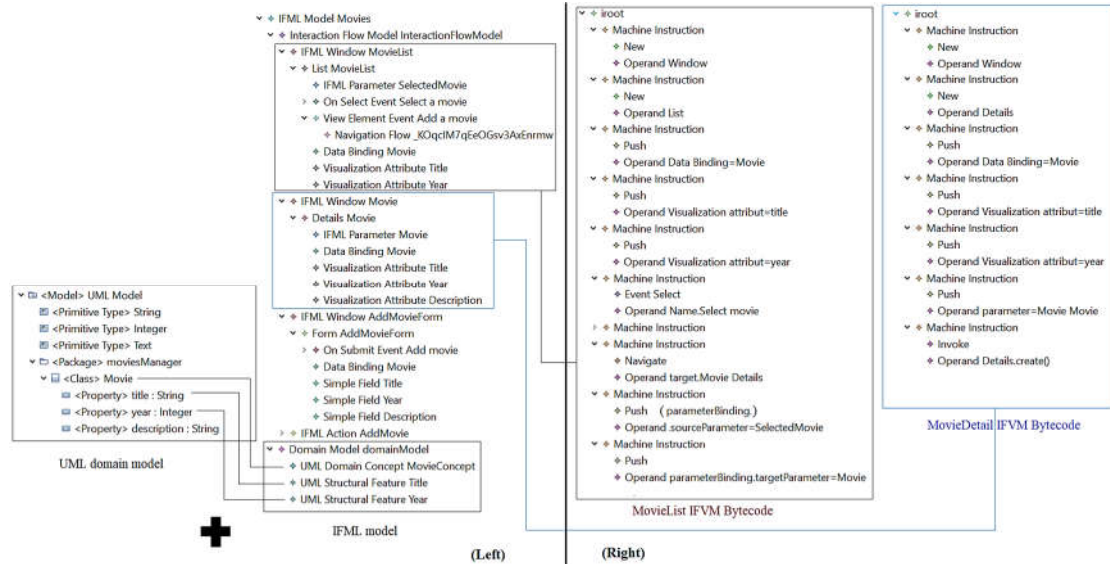 <Model> UML Model
<Primitive Type> String
<Primitive Type> Integer
<Primitive Type> Text
<Package> moviesManager
<Class> Movie
<Property> title : String
<Property> year : Integer
<Property> description : String
UML domain model
IFML Model Movies
Interaction Flow Model InteractionFlowModel
IFML Window MovieList
List MovieList
IFML Parameter SelectedMovie
On Select Event Select a movie
View Element Event Add a movie
Navigation Flow _KOqcIM7qEeOGsv3AxEnrmw
Data Binding Movie
Visualization Attribute Title
Visualization Attribute Year
IFML Window Movie
Details Movie
IFML Parameter Movie
Data Binding Movie
Visualization Attribute Title
Visualization Attribute Year
Visualization Attribute Description
IFML Window AddMovieForm
Form AddMovieForm
On Submit Event Add movie
Data Binding Movie
Simple Field Title
Simple Field Year
Simple Field Description
IFML Action AddMovie
Domain Model domainModel
UML Domain Concept MovieConcept
UML Structural Feature Title
UML Structural Feature Year
IFML model
(Left)
iroot
Machine Instruction
New
Operand Window
Machine Instruction
New
Operand List
Machine Instruction
Push
Operand Data Binding=Movie
Machine Instruction
Push
Operand Visualization attribut=title
Machine Instruction
Push
Operand Visualization attribut=year
Machine Instruction
Event Select
Operand Name.Select movie
Machine Instruction
Machine Instruction
Navigate
Operand target.Movie Details
Machine Instruction
Push (parameterBinding.)
Operand .sourceParameter=SelectedMovie
Machine Instruction
Push
Operand parameterBinding.targetParameter=Movie
MovieList IFVM Bytecode
(Right)
iroot
Machine Instruction
New
Operand Window
Machine Instruction
New
Operand Details
Machine Instruction
Push
Operand Data Binding=Movie
Machine Instruction
Push
Operand Visualization attribut=title
Machine Instruction
Push
Operand Visualization attribut=year
Machine Instruction
Push
Operand parameter=Movie Movie
Machine Instruction
Invoke
Operand Details.create()
MovieDetail IFVM Bytecode